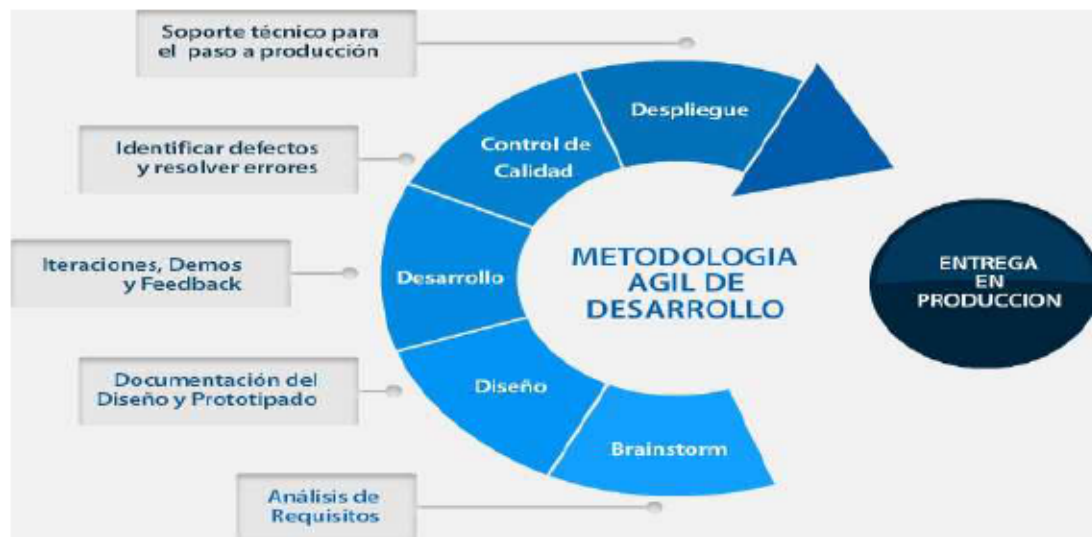 Soporte técnico para
el paso a producción
Despliegue
Identificar defectos
y resolver errores
Control de
Calidad
Iteraciones, Demos
y Feedback
Desarrollo
METODOLOGIA
AGIL DE
DESARROLLO
ENTREGA
EN
PRODUCCION
Documentación del
Diseño y Prototipado
Diseño
Brainstorm
Análisis de
Requisitos